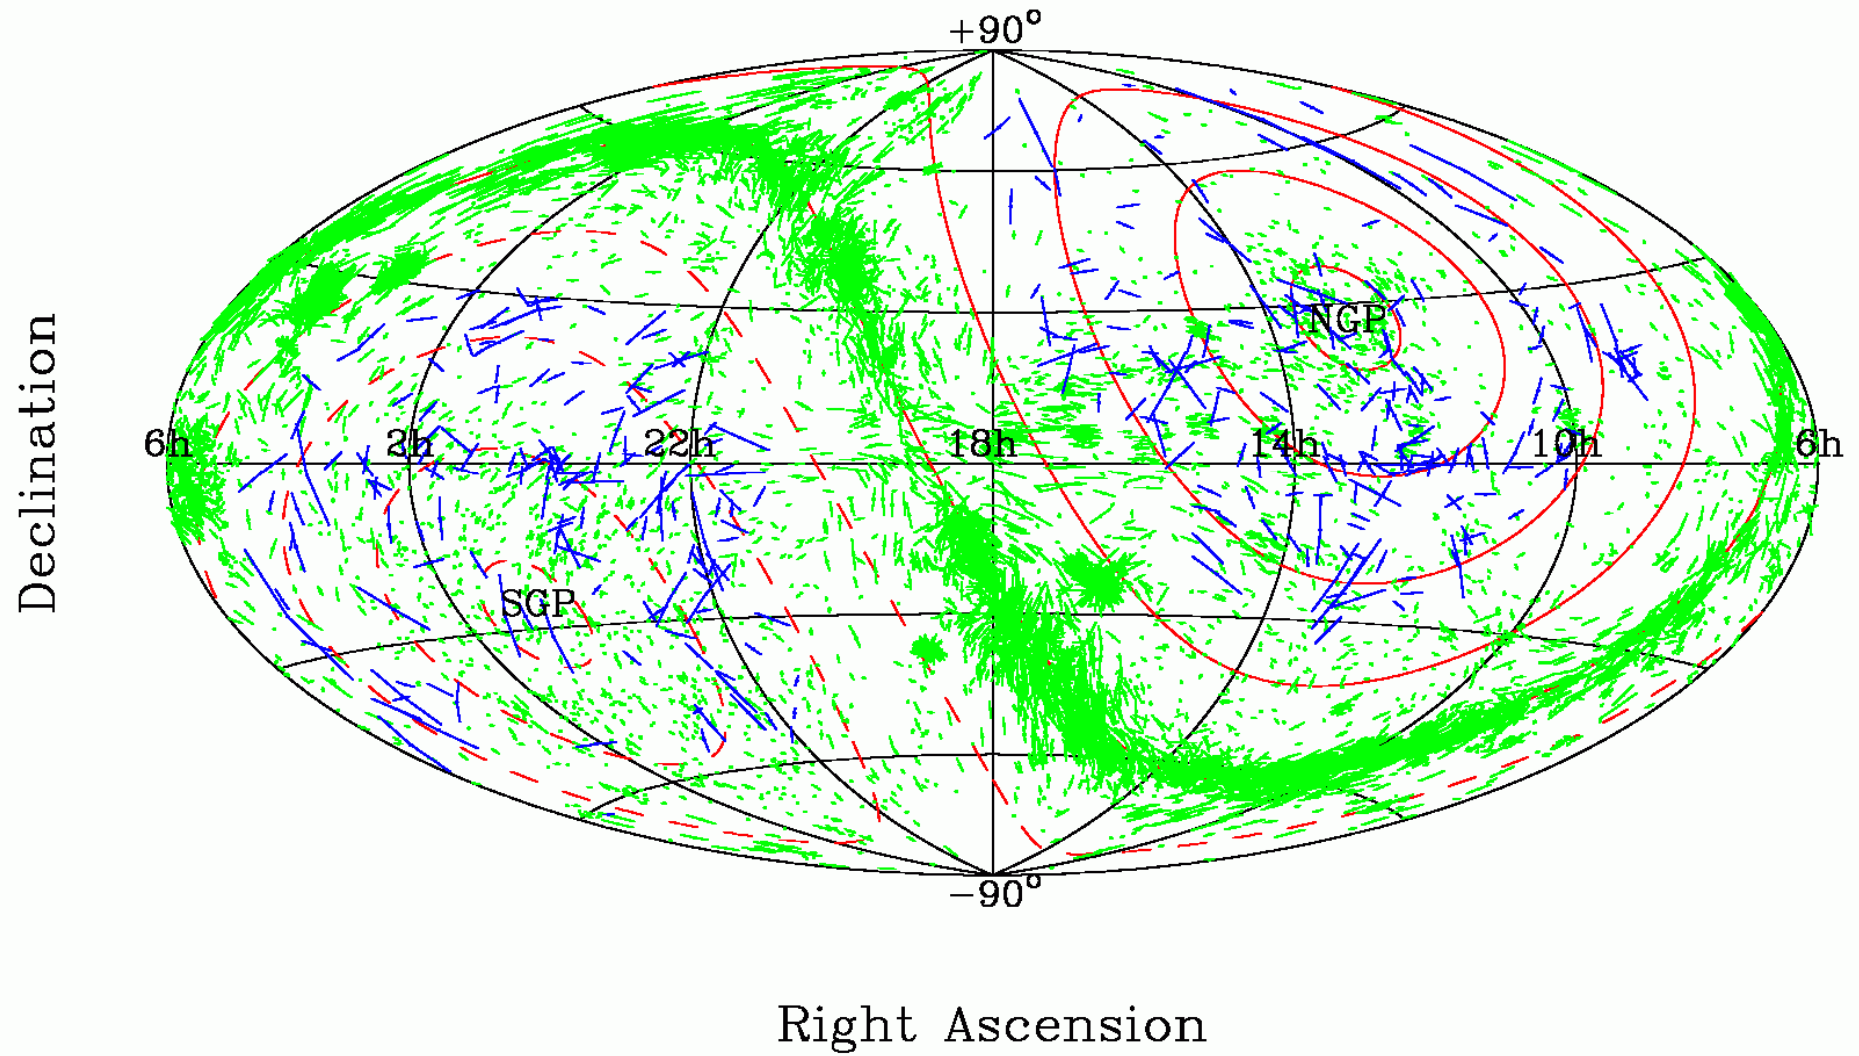 +90°
Declination
NGP
6h 2h 22h 18h 14h 10h 6h
SGP
−90°
Right Ascension